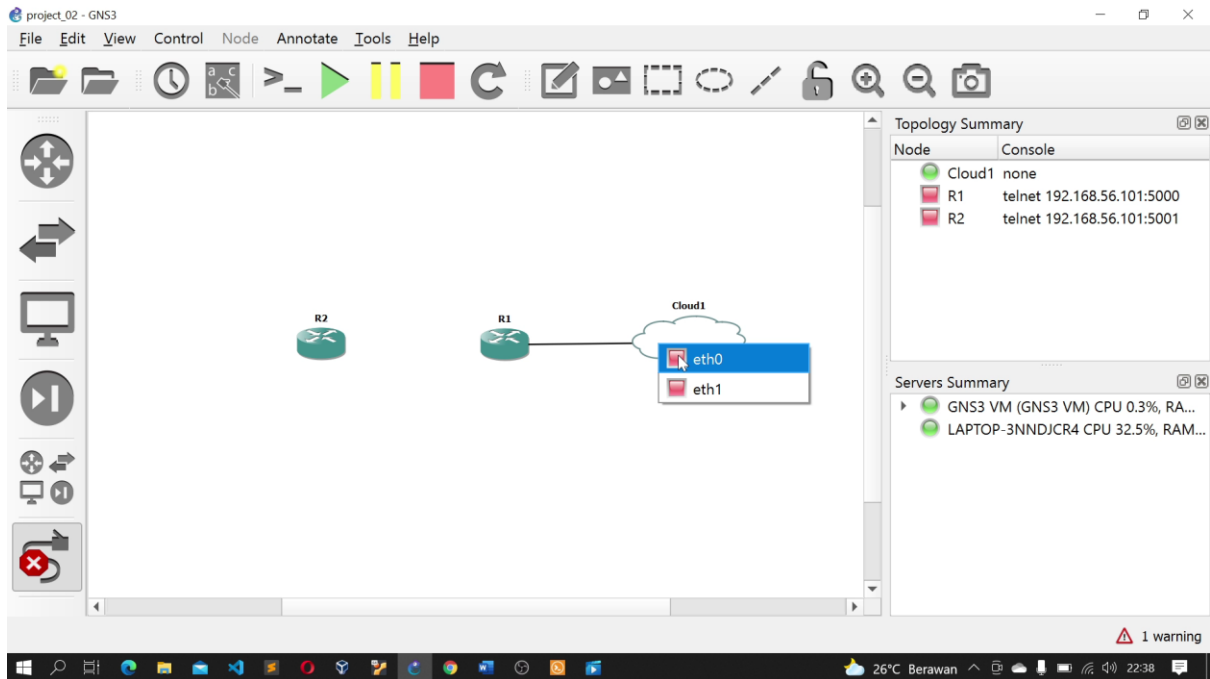 project_02 - GNS3
File Edit View Control Node Annotate Tools Help
a c
b
Topology Summary
Node Console
Cloud1 none
R1 telnet 192.168.56.101:5000
R2 telnet 192.168.56.101:5001
R2
R1
Cloud1
eth0
eth1
Servers Summary
GNS3 VM (GNS3 VM) CPU 0.3%, RA...
LAPTOP-3NNDJCR4 CPU 32.5%, RAM...
1 warning
26°C Berawan 22:38